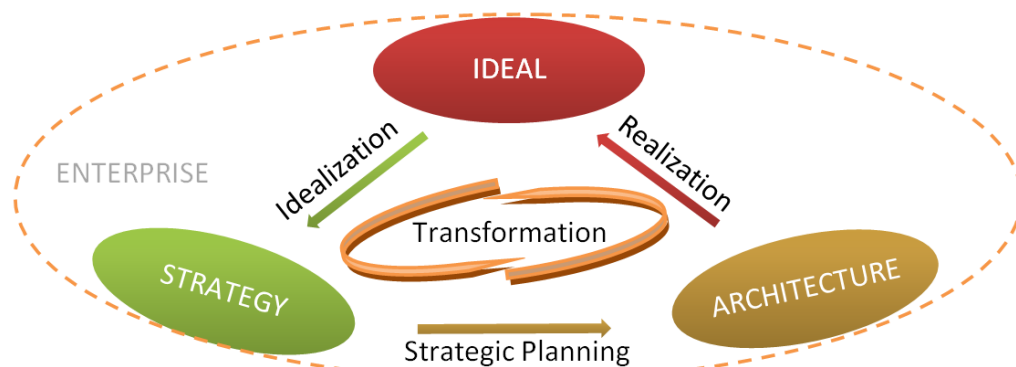 IDEAL
Idealization
Realization
ENTERPRISE
Transformation
STRATEGY
ARCHITECTURE
Strategic Planning